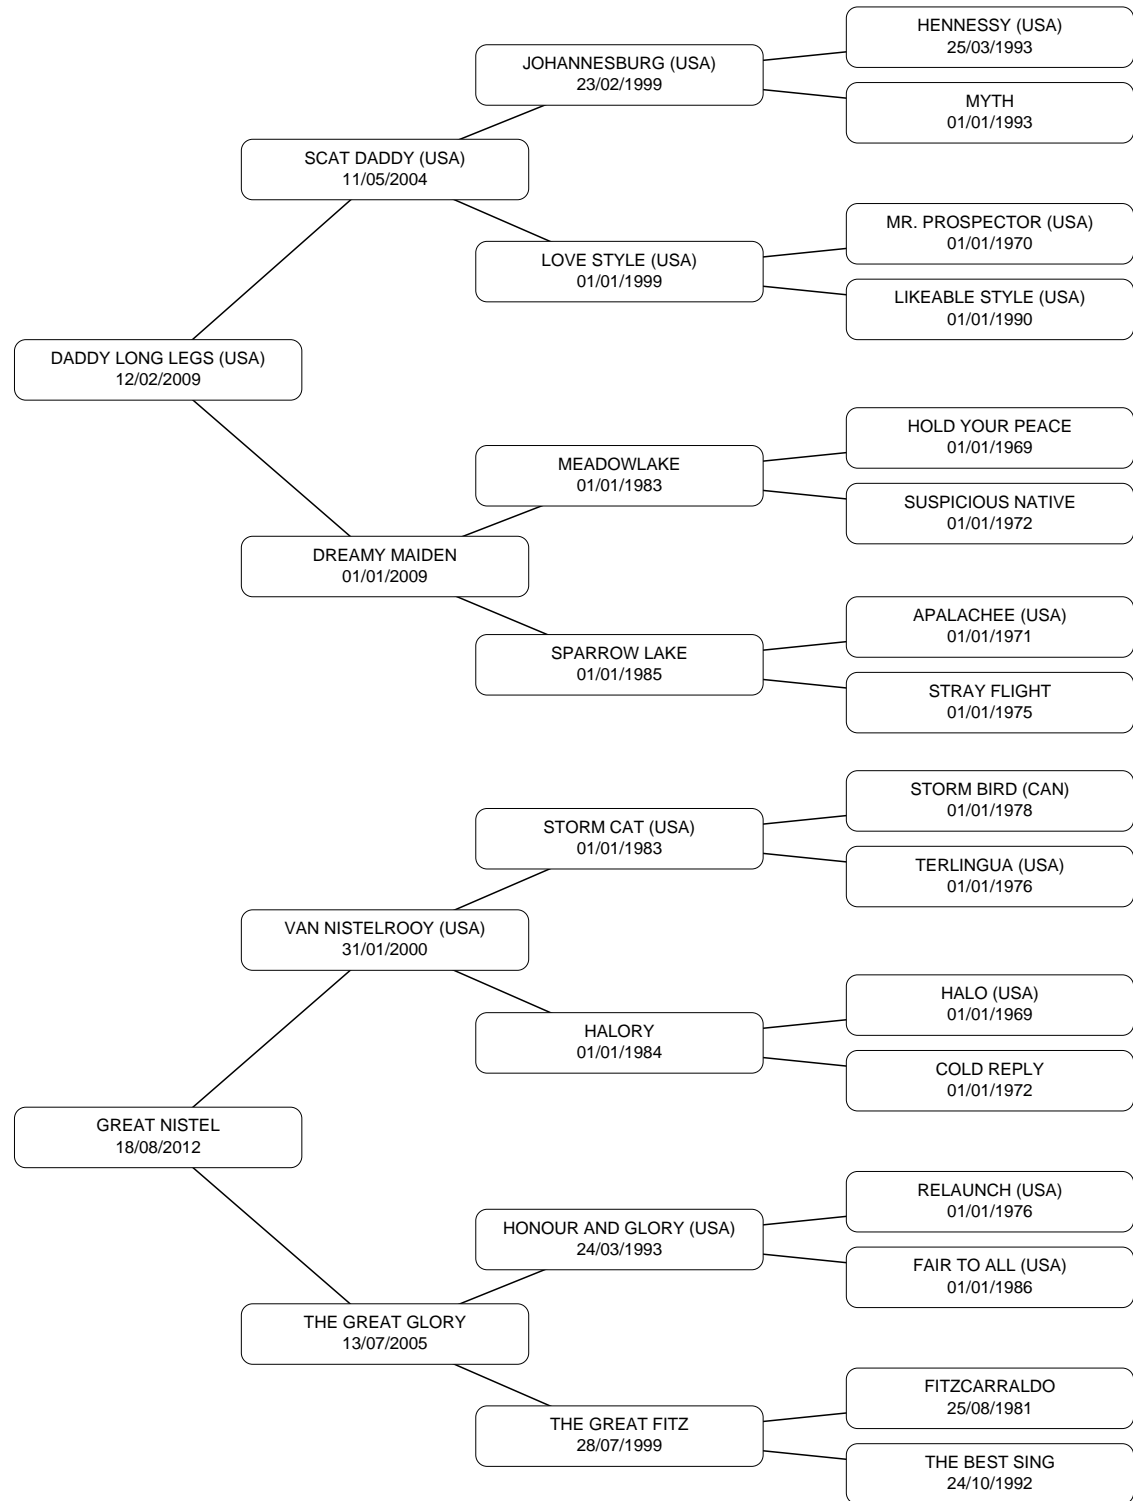 HENNESSY (USA)
25/03/1993
JOHANNESBURG (USA)
23/02/1999
MYTH
01/01/1993
SCAT DADDY (USA)
11/05/2004
MR. PROSPECTOR (USA)
01/01/1970
LOVE STYLE (USA)
01/01/1999
LIKEABLE STYLE (USA)
01/01/1990
DADDY LONG LEGS (USA)
12/02/2009
HOLD YOUR PEACE
01/01/1969
MEADOWLAKE
01/01/1983
SUSPICIOUS NATIVE
01/01/1972
DREAMY MAIDEN
01/01/2009
APALACHEE (USA)
01/01/1971
SPARROW LAKE
01/01/1985
STRAY FLIGHT
01/01/1975
STORM BIRD (CAN)
01/01/1978
STORM CAT (USA)
01/01/1983
TERLINGUA (USA)
01/01/1976
VAN NISTELROOY (USA)
31/01/2000
HALO (USA)
01/01/1969
HALORY
01/01/1984
COLD REPLY
01/01/1972
GREAT NISTEL
18/08/2012
RELAUNCH (USA)
01/01/1976
HONOUR AND GLORY (USA)
24/03/1993
FAIR TO ALL (USA)
01/01/1986
THE GREAT GLORY
13/07/2005
FITZCARRALDO
25/08/1981
THE GREAT FITZ
28/07/1999
THE BEST SING
24/10/1992